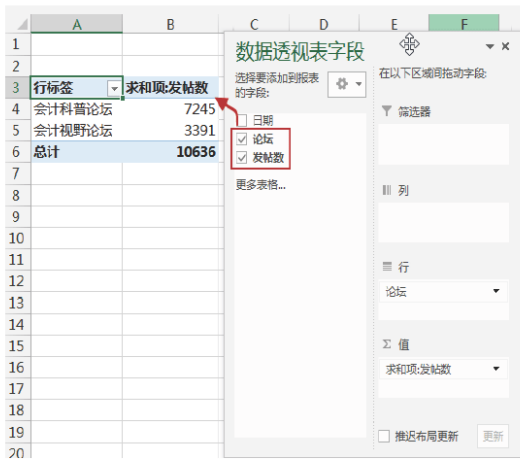 A B C D E F
1
2
3 行标签 求和项:发帖数
4 会计科普论坛 7245
5 会计视野论坛 3391
6 总计 10636
7
8
9
10
11
12
13
14
15
16
17
18
19
20
数据透视表字段
选择要添加到报表
的字段:
日期
论坛
发帖数
更多表格...
在以下区域间拖动字段:
筛选器
列
行
论坛
Σ 值
求和项:发帖数
推迟布局更新 更新